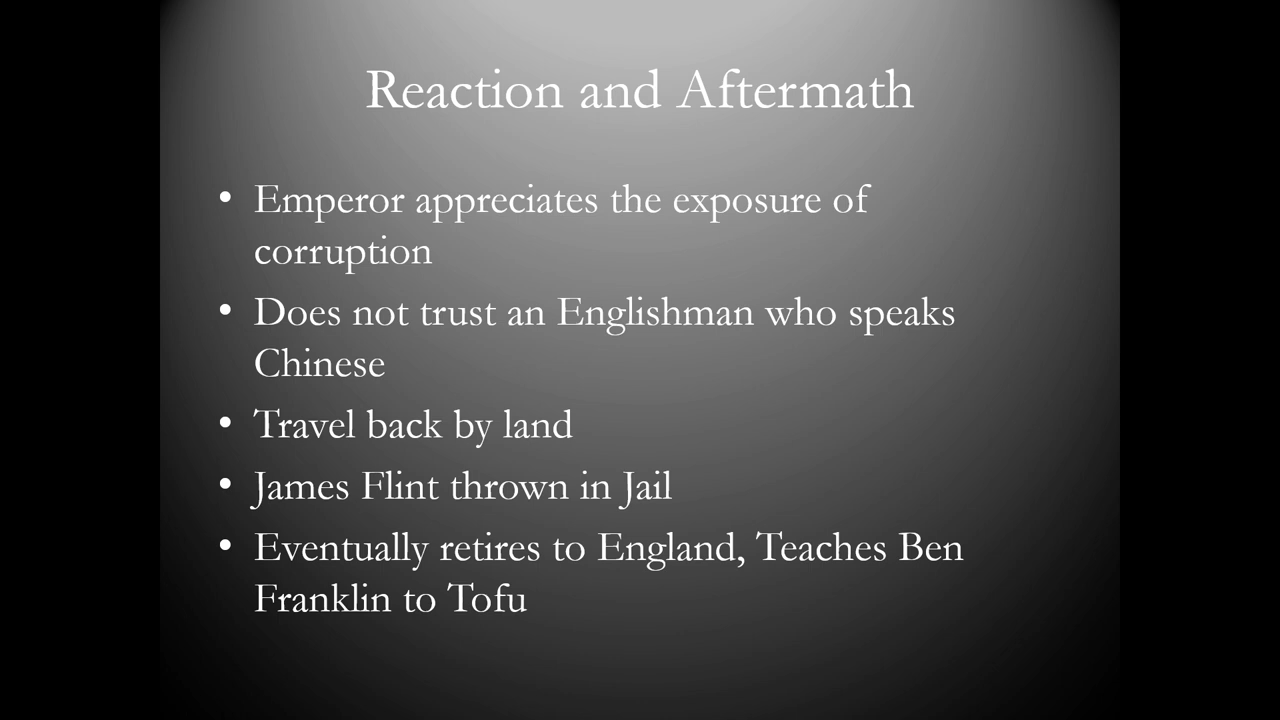 Reaction and Aftermath
• Emperor appreciates the exposure of
corruption
• Does not trust an Englishman who speaks
Chinese
• Travel back by land
• James Flint thrown in Jail
• Eventually retires to England, Teaches Ben
Franklin to Tofu